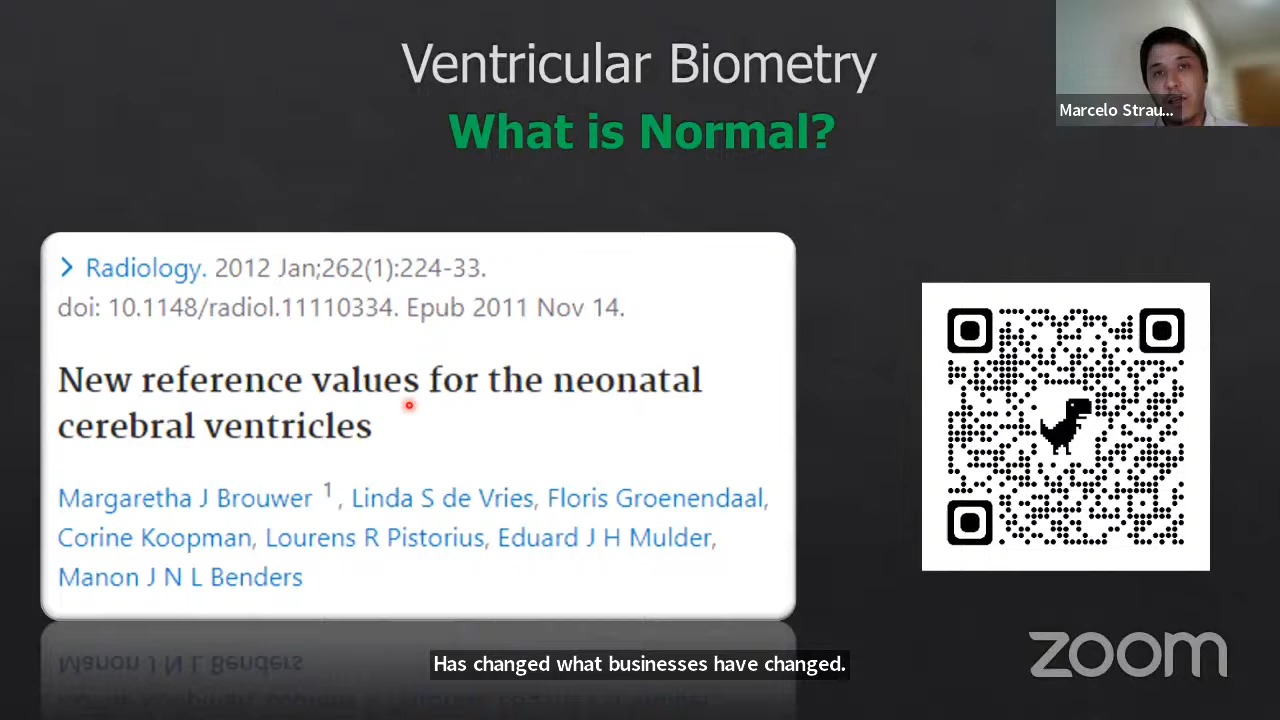 Ventricular Biometry
What is Normal?
Marcelo Strau...
> Radiology. 2012 Jan;262(1):224-33.
doi: 10.1148/radiol.11110334. Epub 2011 Nov 14.
New reference values for the neonatal
cerebral ventricles
Margaretha J Brouwer 1, Linda S de Vries, Floris Groenendaal,
Corine Koopman, Lourens R Pistorius, Eduard J H Mulder,
Manon J N L Benders
Has changed what businesses have changed.
zoom